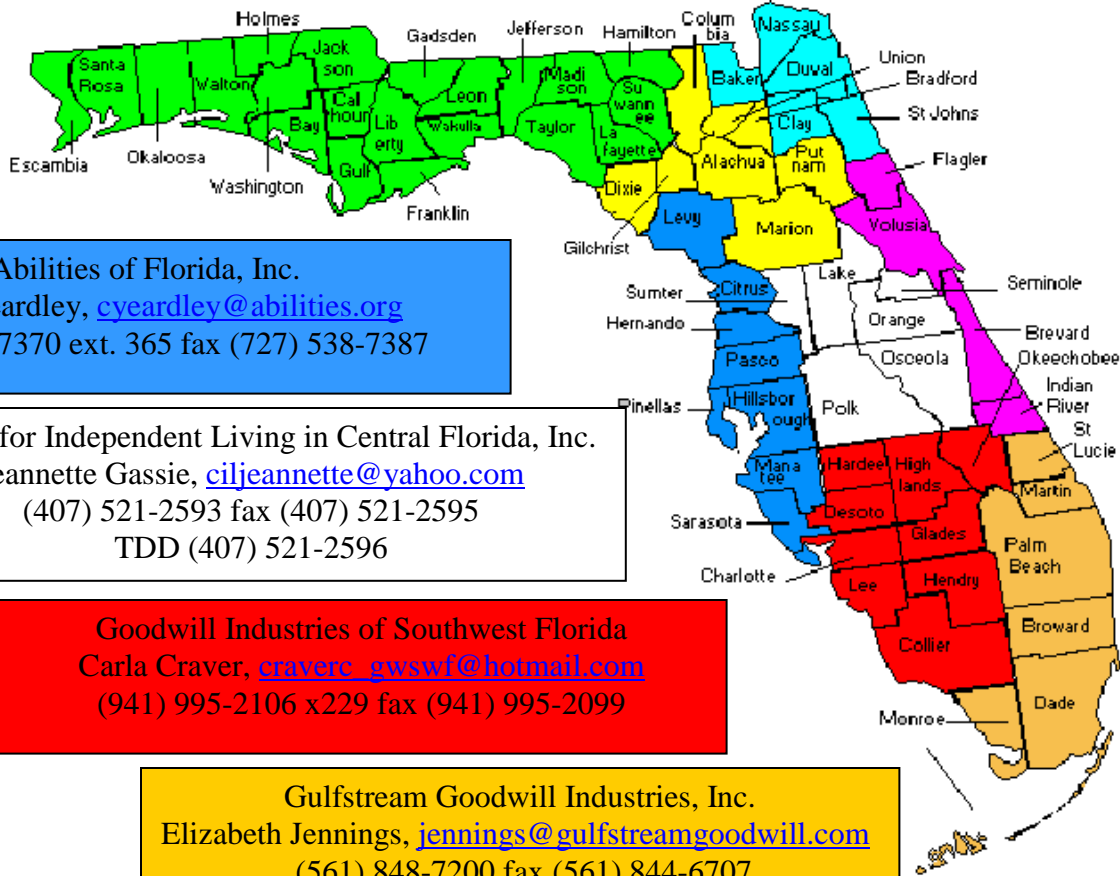 Holmes
Colum
bia
Nassau
Gadsden
Jefferson
Hamilton
Jack
son
Santa
Rosa
Walton
Madi
son
Baker
Duval
Union
Bradford
Cal
houn
Leon
Su
wann
ee
St Johns
Bay
Lib
erty
Wakulla
Taylor
Clay
La
fayette
Escambia
Okaloosa
Gulf
Alachua
Put
nam
Flagler
Washington
Dixie
Franklin
Levy
Volusia
Gilchrist
Marion
Abilities of Florida, Inc.
eardley, cyeardley@abilities.org
7370 ext. 365 fax (727) 538-7387
Lake
Sumter
Citrus
Seminole
Hernando
Orange
Brevard
Pasco
Osceola
Okeechobee
Pinellas
Hillsbor
ough
Polk
Indian
River
St
Lucie
for Independent Living in Central Florida, Inc.
eannette Gassie, ciljeannette@yahoo.com
(407) 521-2593 fax (407) 521-2595
TDD (407) 521-2596
Mana
tee
Hardee
High
lands
Martin
Sarasota
Desoto
Glades
Palm
Beach
Charlotte
Lee
Hendry
Broward
Collier
Goodwill Industries of Southwest Florida
Carla Craver, craverc_gwswf@hotmail.com
(941) 995-2106 x229 fax (941) 995-2099
Monroe
Dade
Gulfstream Goodwill Industries, Inc.
Elizabeth Jennings, jennings@gulfstreamgoodwill.com
(561) 848-7200 fax (561) 844-6707